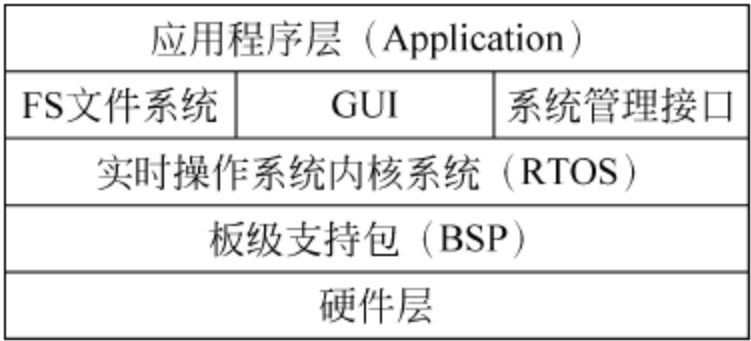 应用程序层（Application）
FS文件系统 GUI 系统管理接口
实时操作系统内核系统（RTOS）
板级支持包（BSP）
硬件层